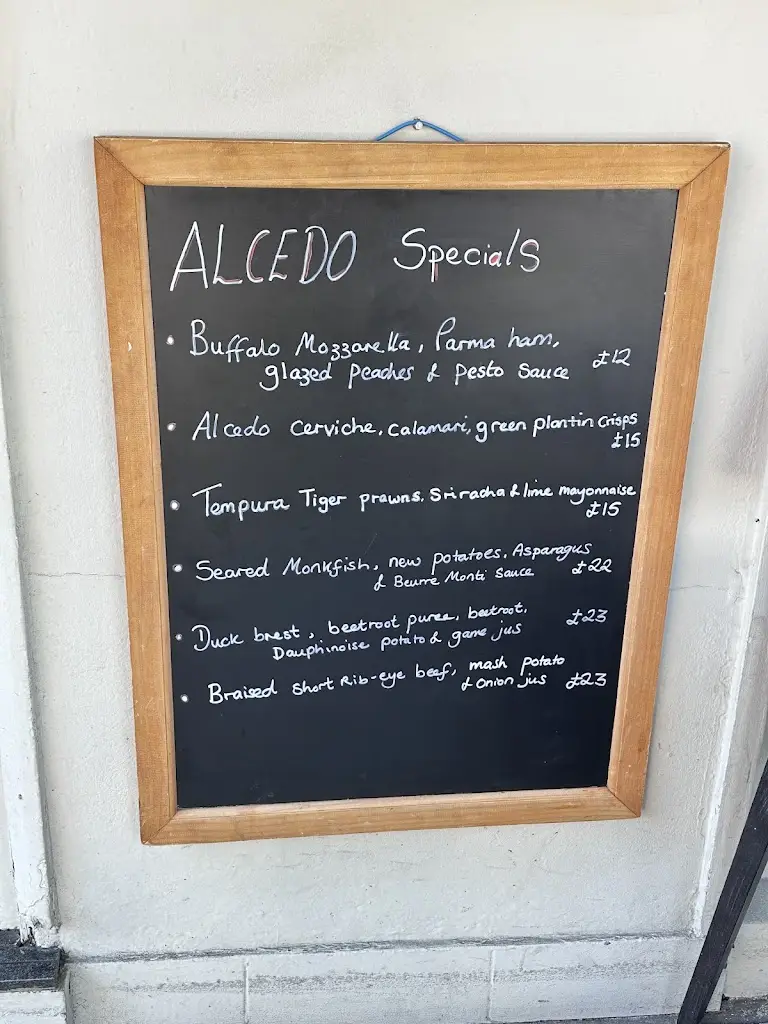 ALCEDO Specials
• Buffalo Mozzarella, Parma ham,
glazed peaches & pesto sauce £12
• Alcedo cerviche, calamari, green plantin crisps
£15
• Tempura Tiger prawns, Sriracha & lime mayonnaise
£15
• Seared Monkfish, new potatoes, Asparagus
& Beurre Monti Sauce £22
• Duck brest, beetroot puree, beetroot, £23
Dauphinoise potato & game jus
• Braised short Rib-eye beef, mash potato
& onion jus £23